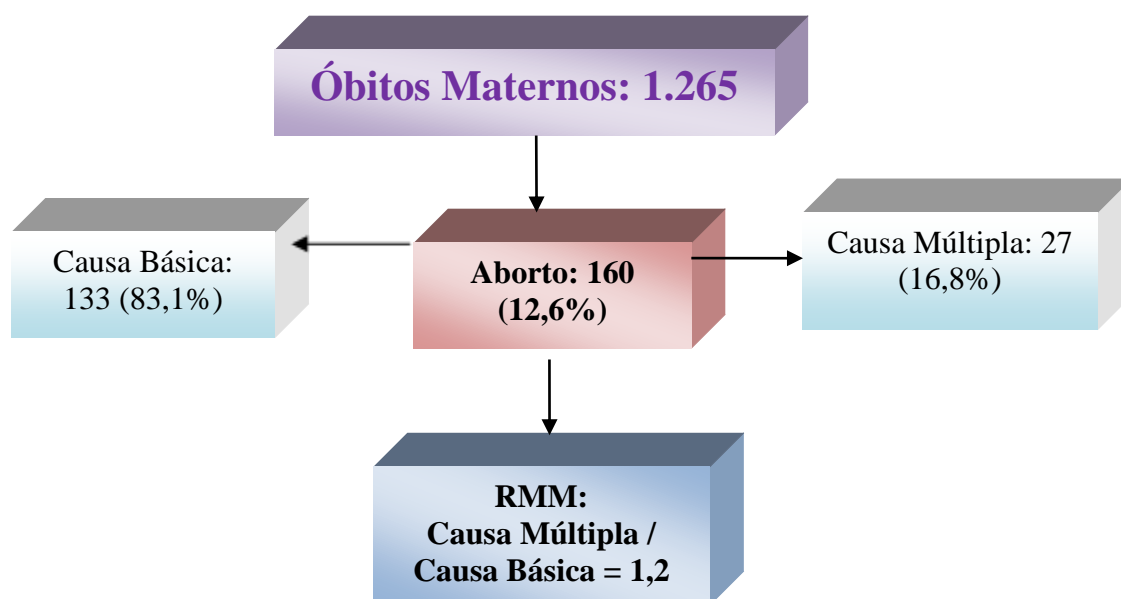 Óbitos Maternos: 1.265
Causa Básica:
133 (83,1%)
Aborto: 160
(12,6%)
Causa Múltipla: 27
(16,8%)
RMM:
Causa Múltipla /
Causa Básica = 1,2